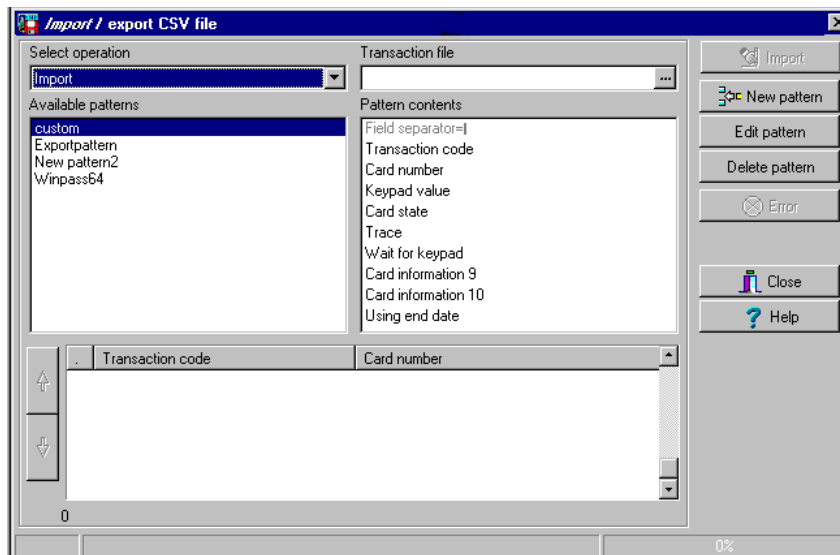 Import / export CSV file
Select operation
Import
Transaction file
...
Import
New pattern
Edit pattern
Delete pattern
Error
Close
Help
Available patterns
custom
Exportpattern
New pattern2
Winpass64
Pattern contents
Field separator=|
Transaction code
Card number
Keypad value
Card state
Trace
Wait for keypad
Card information 9
Card information 10
Using end date
. Transaction code Card number
0
0%